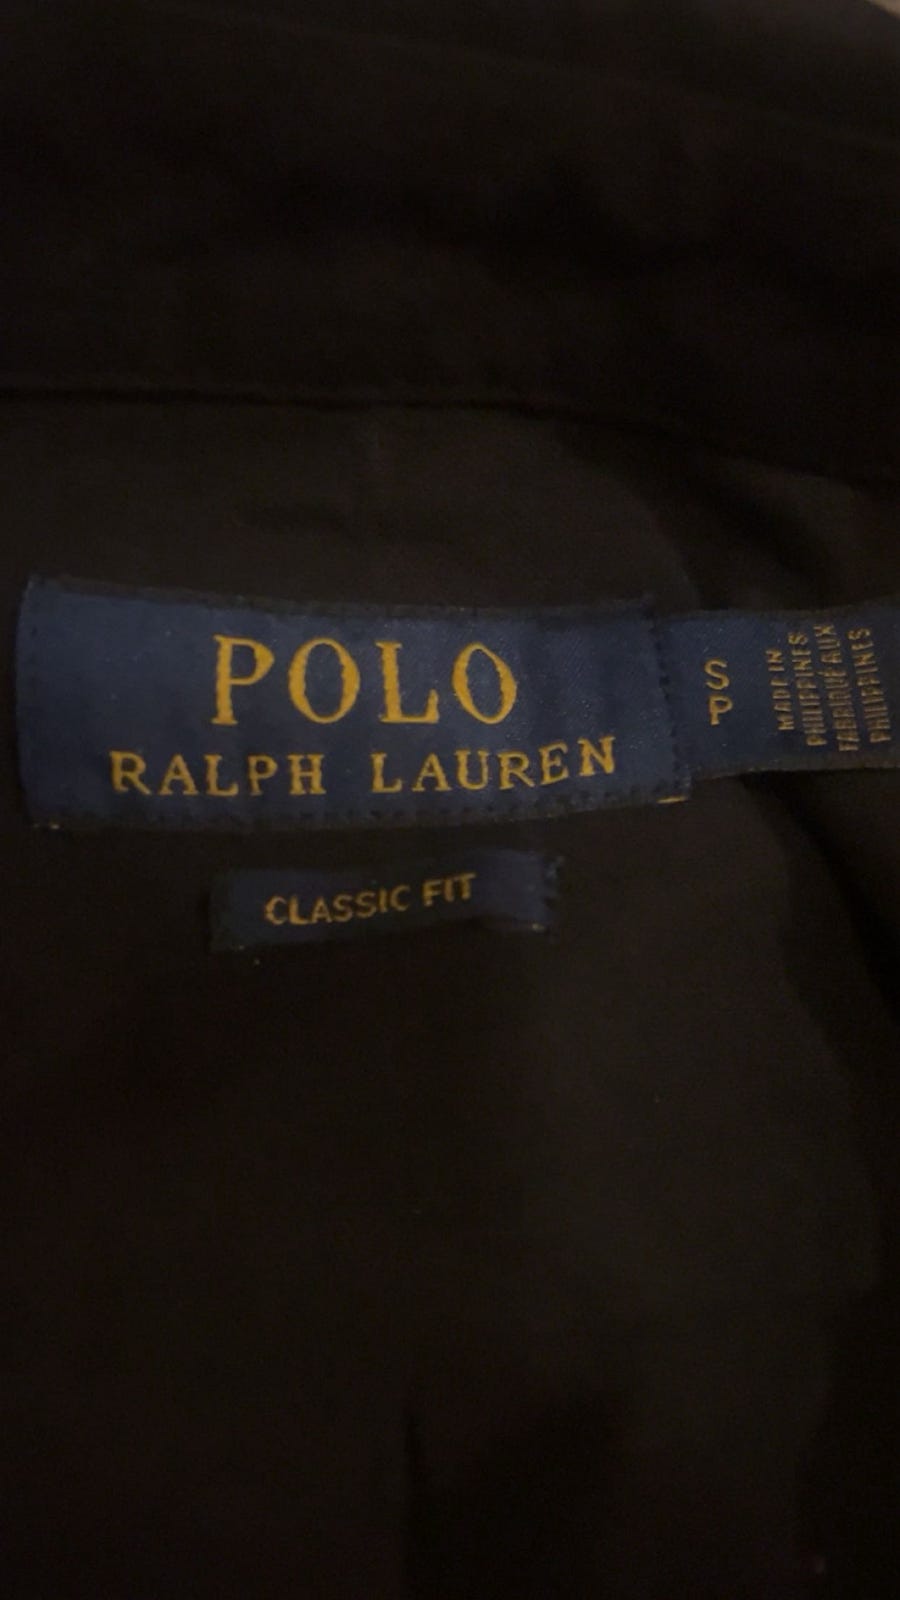 POLO
RALPH LAUREN
S
P
MADE IN
PHILIPPINES
FABRIQUÉ AUX
PHILIPPINES
CLASSIC FIT